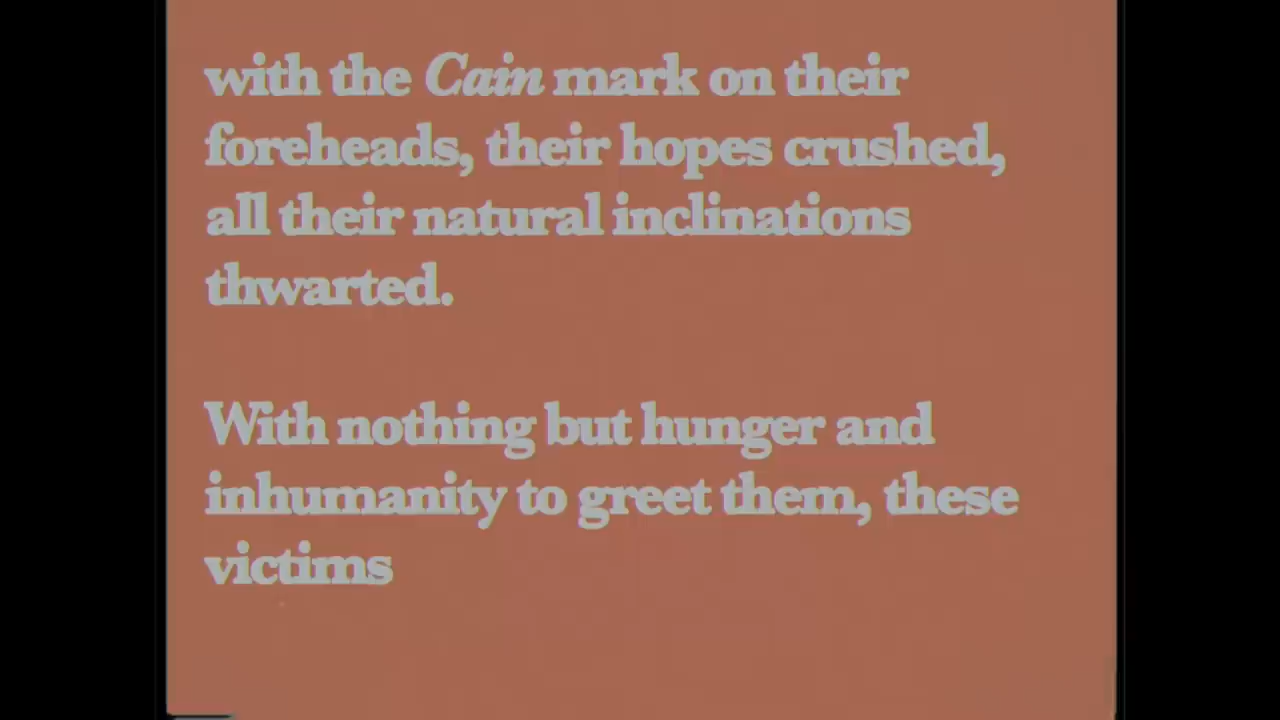 with the Cain mark on their
foreheads, their hopes crushed,
all their natural inclinations
thwarted.
With nothing but hunger and
inhumanity to greet them, these
victims